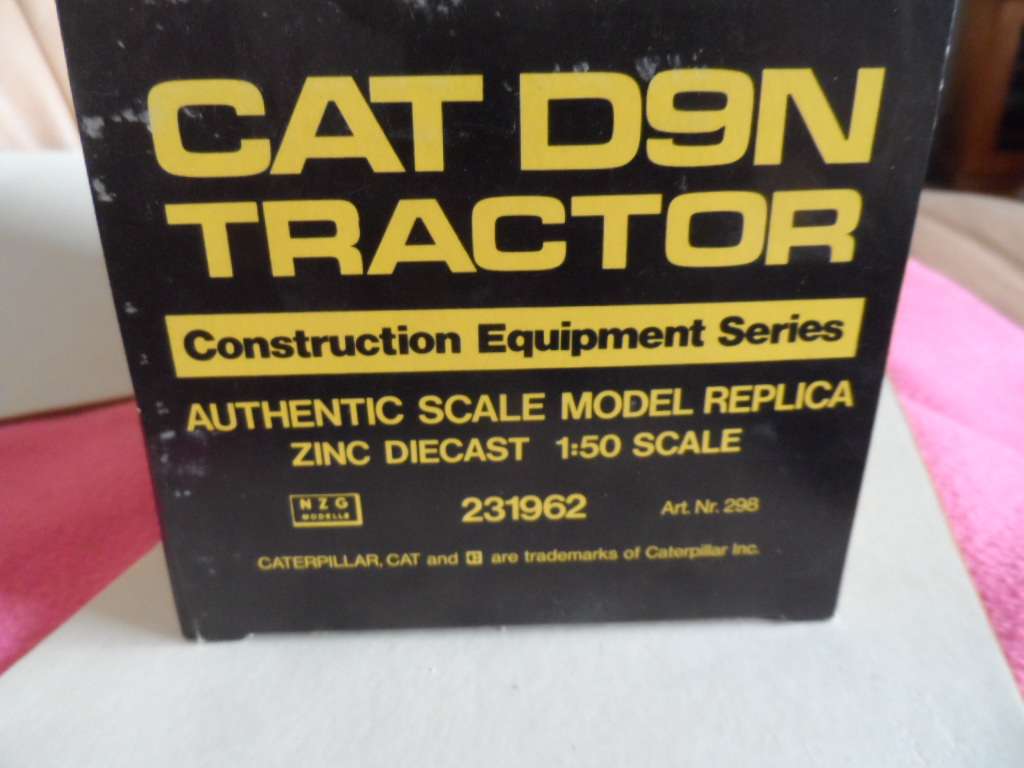 CAT D9N
TRACTOR
Construction Equipment Series
AUTHENTIC SCALE MODEL REPLICA
ZINC DIECAST 1:50 SCALE
NZG
MODELLE
231962
Art. Nr. 298
CATERPILLAR, CAT and are trademarks of Caterpillar Inc.